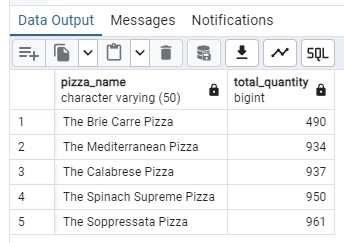 Data Output Messages Notifications
SQL
pizza_name total_quantity
character varying (50) bigint
1 The Brie Carre Pizza 490
2 The Mediterranean Pizza 934
3 The Calabrese Pizza 937
4 The Spinach Supreme Pizza 950
5 The Soppressata Pizza 961